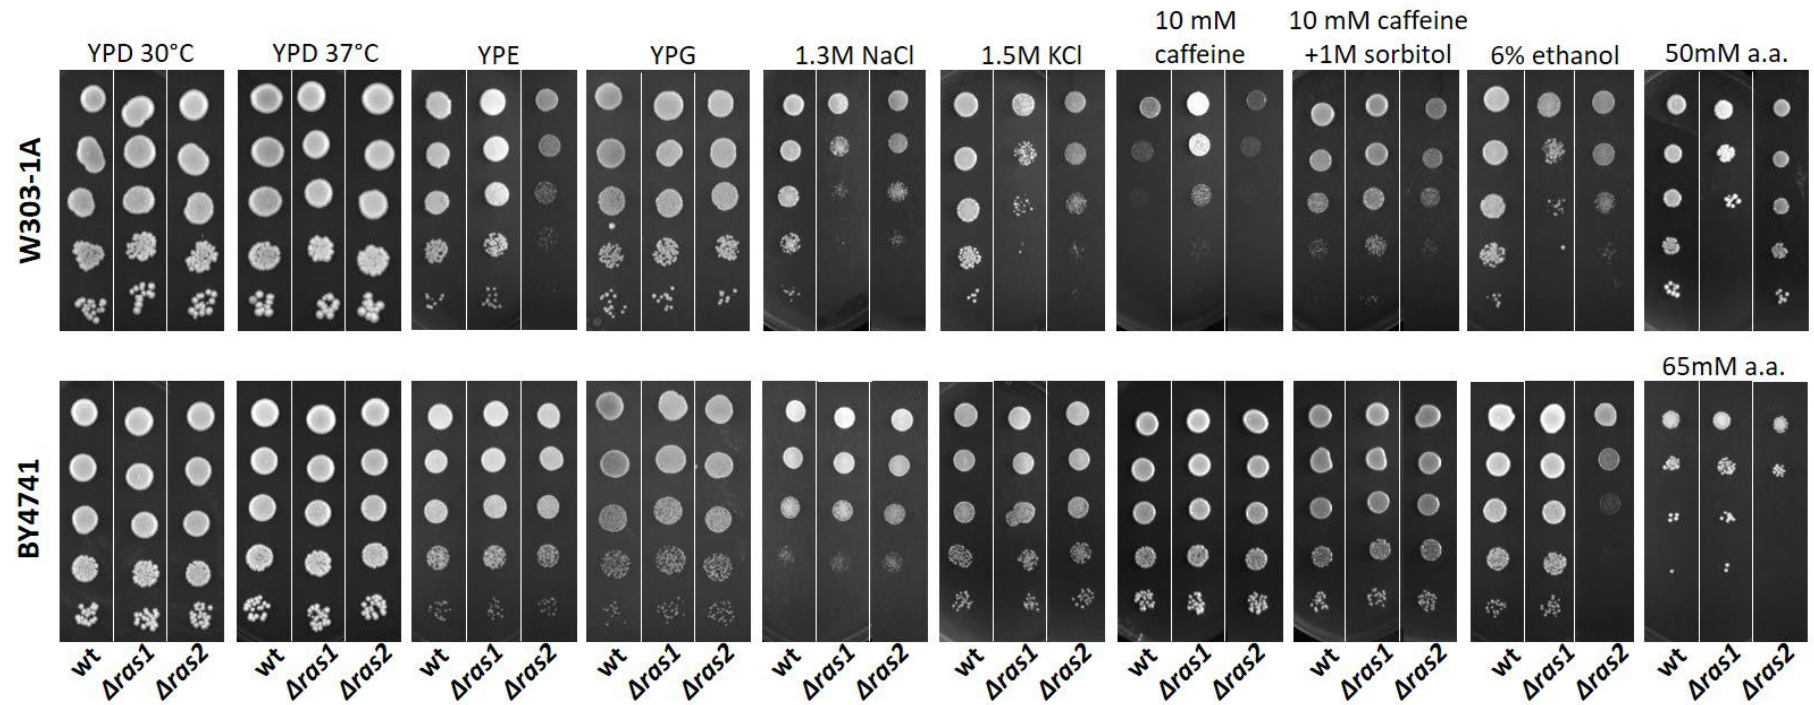 10 mM
caffeine
10 mM caffeine
+1M sorbitol
YPD 30°C
YPD 37°C
YPE
YPG
1.3M NaCl
1.5M KCl
6% ethanol
50mM a.a.
W303-1A
65mM a.a.
BY4741
wt
Δras1
Δras2
wt
Δras1
Δras2
wt
Δras1
Δras2
wt
Δras1
Δras2
wt
Δras1
Δras2
wt
Δras1
Δras2
wt
Δras1
Δras2
wt
Δras1
Δras2
wt
Δras1
Δras2
wt
Δras1
Δras2